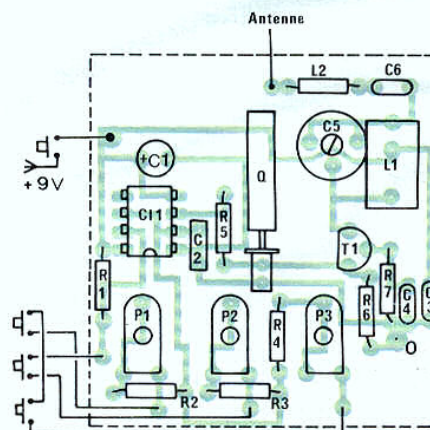 Antenne
L2 C6
C5
+C1
Q
L1
+9V
CI1
R5
C2
T1
R1
R7
R6
C4
P1 P2 P3
R4
R2 R3